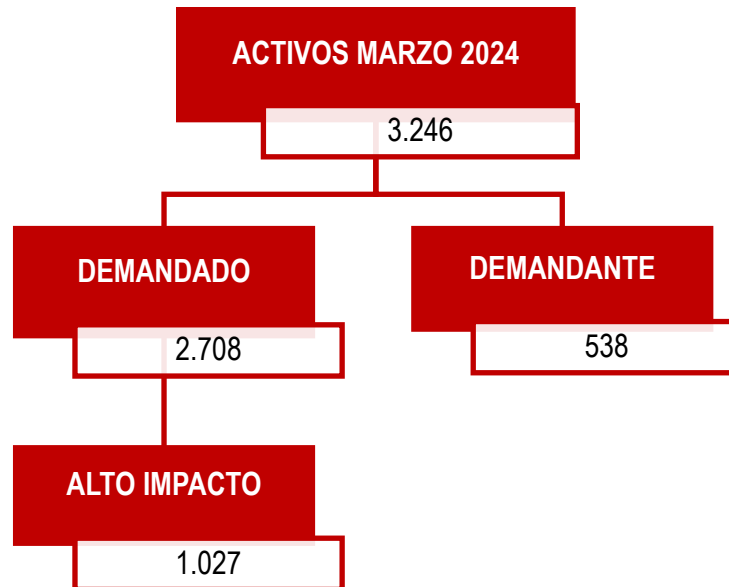 ACTIVOS MARZO 2024
3.246
DEMANDADO
2.708
DEMANDANTE
538
ALTO IMPACTO
1.027